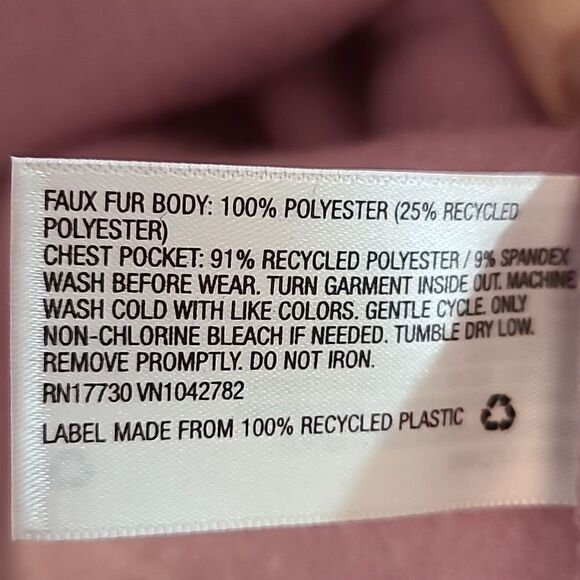 FAUX FUR BODY: 100% POLYESTER (25% RECYCLED
POLYESTER)
CHEST POCKET: 91% RECYCLED POLYESTER / 9% SPANDEX
WASH BEFORE WEAR. TURN GARMENT INSIDE OUT. MACHINE
WASH COLD WITH LIKE COLORS. GENTLE CYCLE. ONLY
NON-CHLORINE BLEACH IF NEEDED. TUMBLE DRY LOW.
REMOVE PROMPTLY. DO NOT IRON.
RN17730 VN1042782
LABEL MADE FROM 100% RECYCLED PLASTIC